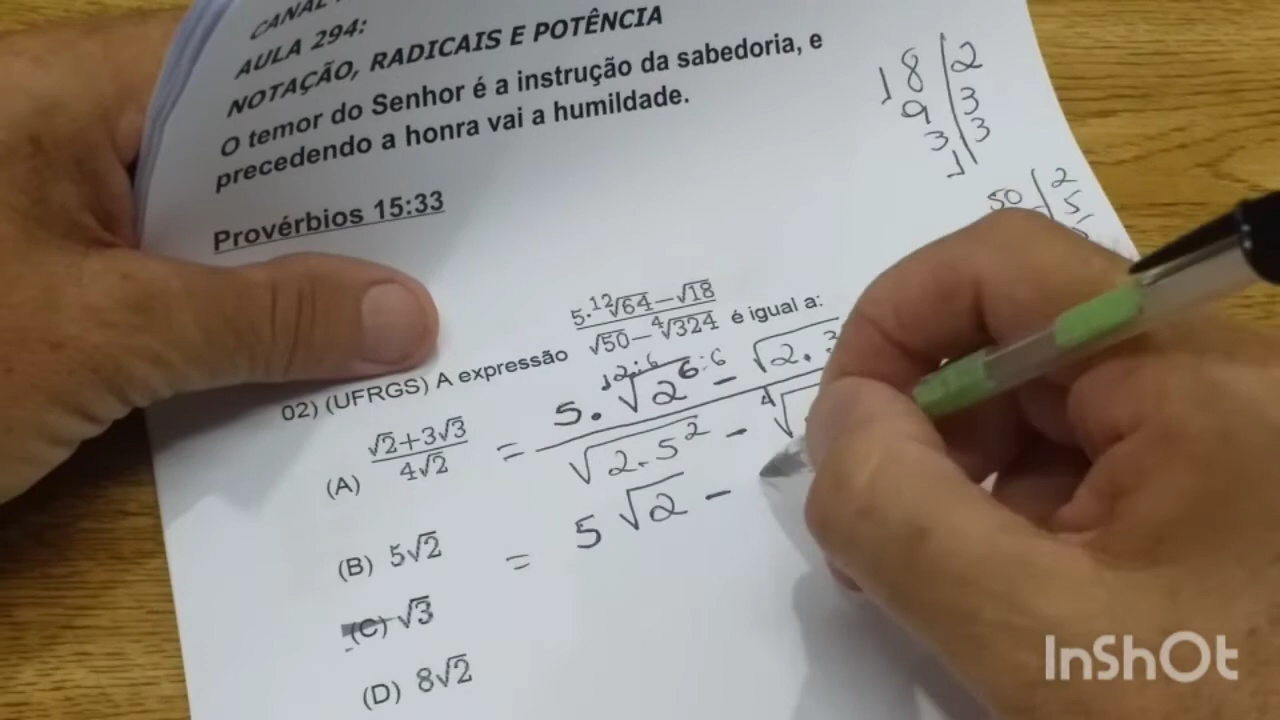 CANAL
AULA 294:
NOTAÇÃO, RADICAIS E POTÊNCIA
O temor do Senhor é a instrução da sabedoria, e
precedendo a honra vai a humildade.
Provérbios 15:33
18 | 2
9 | 3
3 | 3
1
50 | 2
5
02) (UFRGS) A expressão (5·¹²√64−√18)/(√50−⁴√324) é igual a:
(A) (√2+3√3)/(4√2)
(B) 5√2
(C) √3
(D) 8√2
= 5. ¹²:⁶√2⁶:⁶ - √2.3
√2.5² - ⁴√
= 5√2 -
InShOt